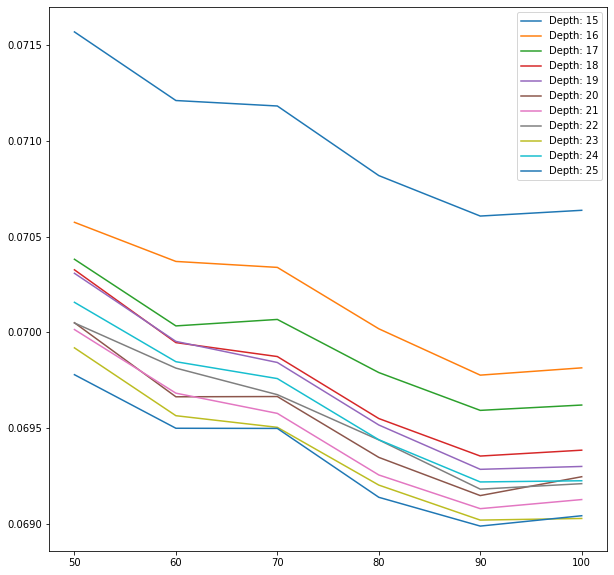 0.0715
0.0710
0.0705
0.0700
0.0695
0.0690
50 60 70 80 90 100
Depth: 15
Depth: 16
Depth: 17
Depth: 18
Depth: 19
Depth: 20
Depth: 21
Depth: 22
Depth: 23
Depth: 24
Depth: 25